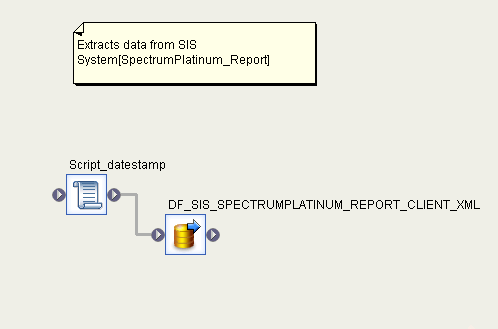 Extracts data from SIS
System[SpectrumPlatinum_Report]
Script_datestamp
DF_SIS_SPECTRUMPLATINUM_REPORT_CLIENT_XML